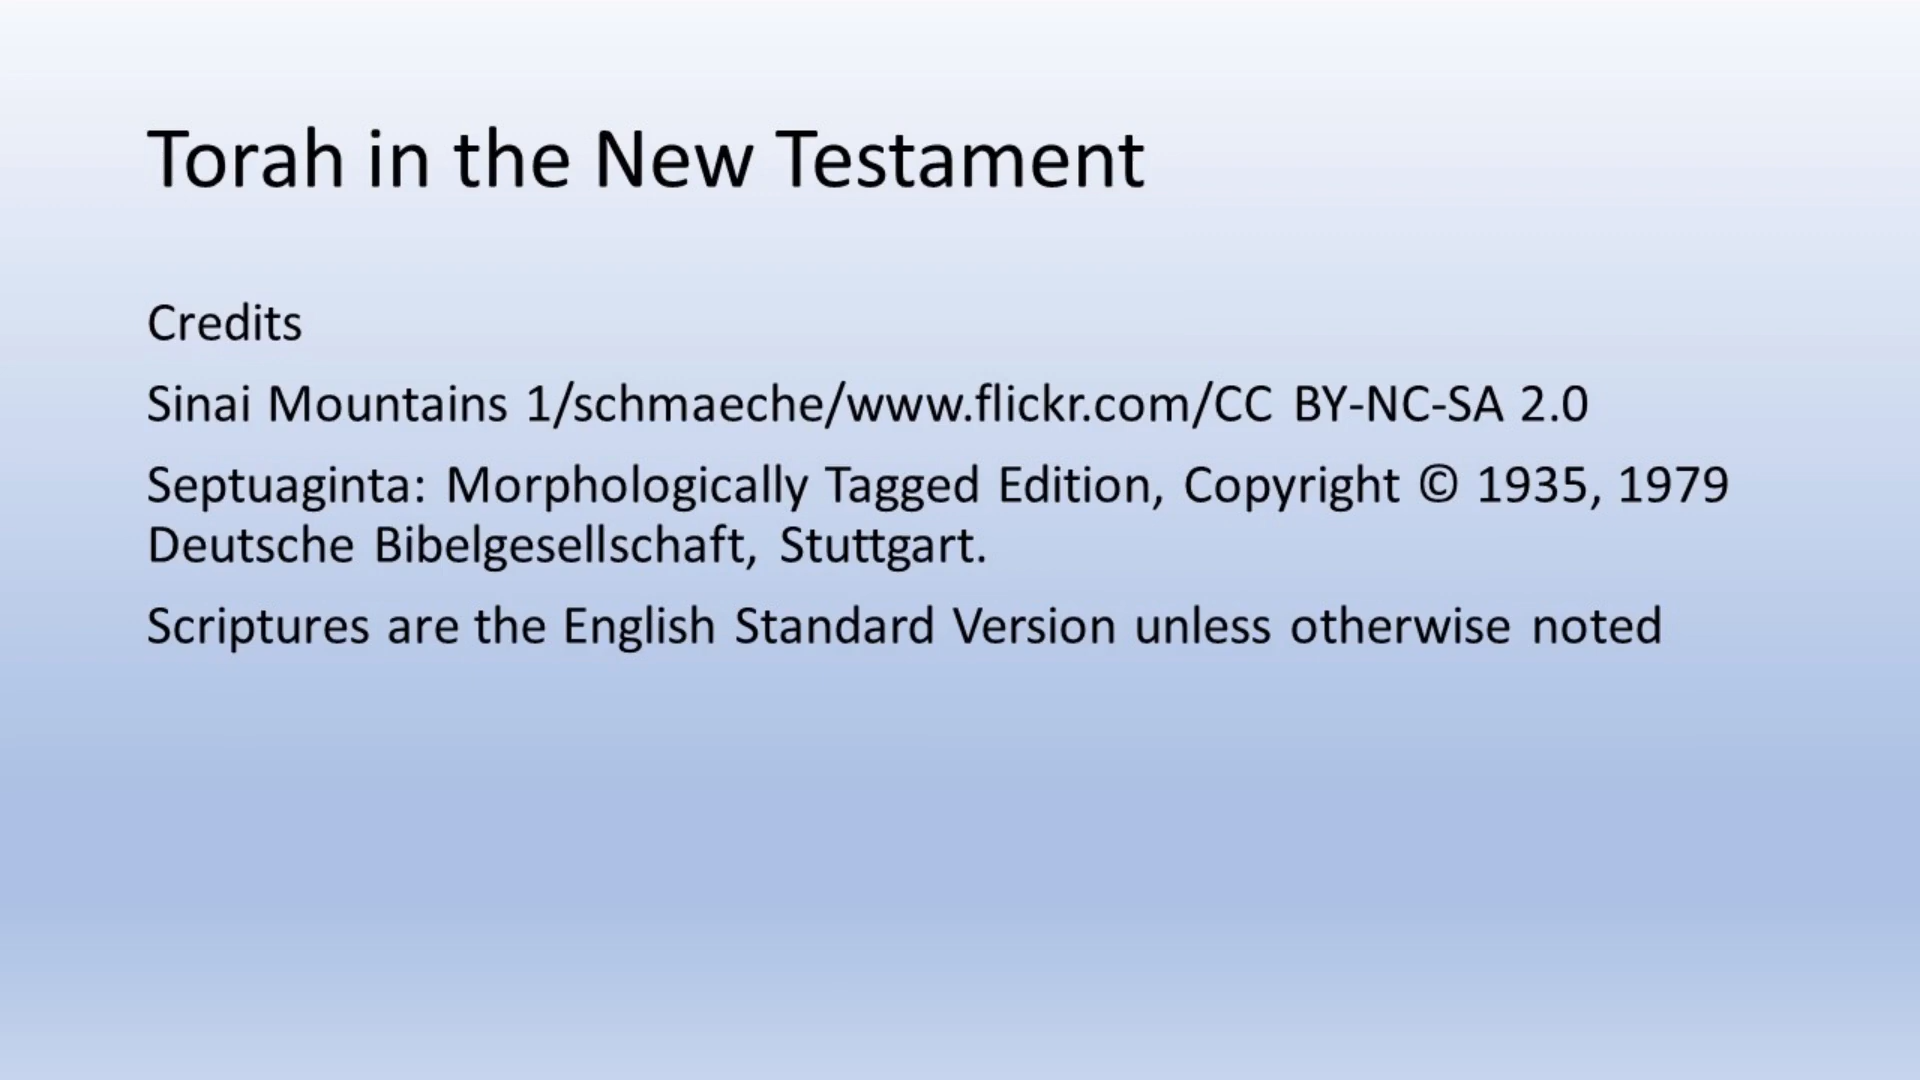 Torah in the New Testament
Credits
Sinai Mountains 1/schmaeche/www.flickr.com/CC BY-NC-SA 2.0
Septuaginta: Morphologically Tagged Edition, Copyright © 1935, 1979
Deutsche Bibelgesellschaft, Stuttgart.
Scriptures are the English Standard Version unless otherwise noted